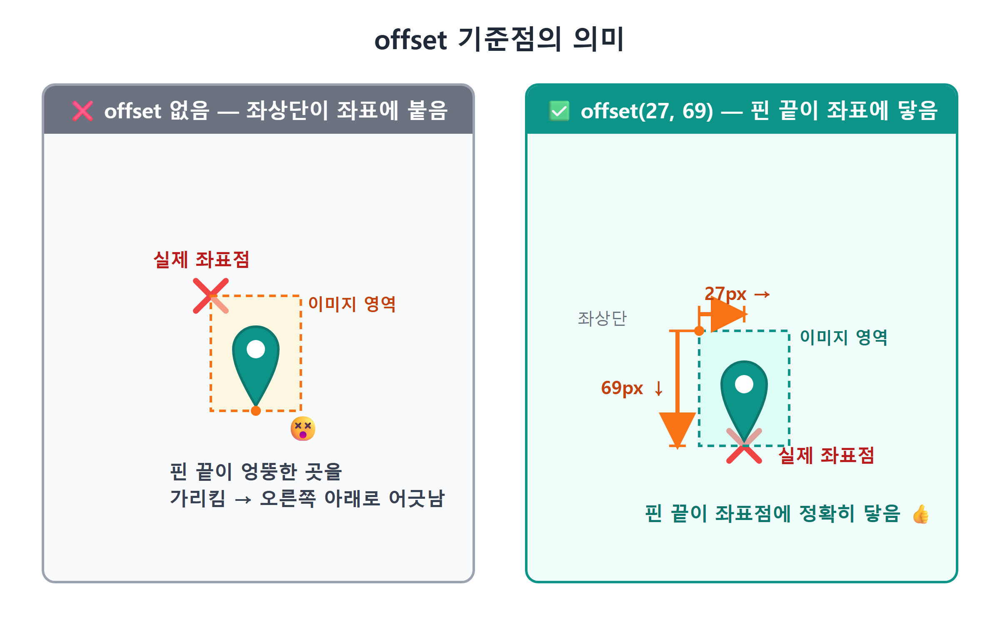 offset 기준점의 의미
❌ offset 없음 — 좌상단이 좌표에 붙음
실제 좌표점
이미지 영역
핀 끝이 엉뚱한 곳을
가리킴 → 오른쪽 아래로 어긋남
✅ offset(27, 69) — 핀 끝이 좌표에 닿음
27px →
좌상단
이미지 영역
69px ↓
실제 좌표점
핀 끝이 좌표점에 정확히 닿음 👍